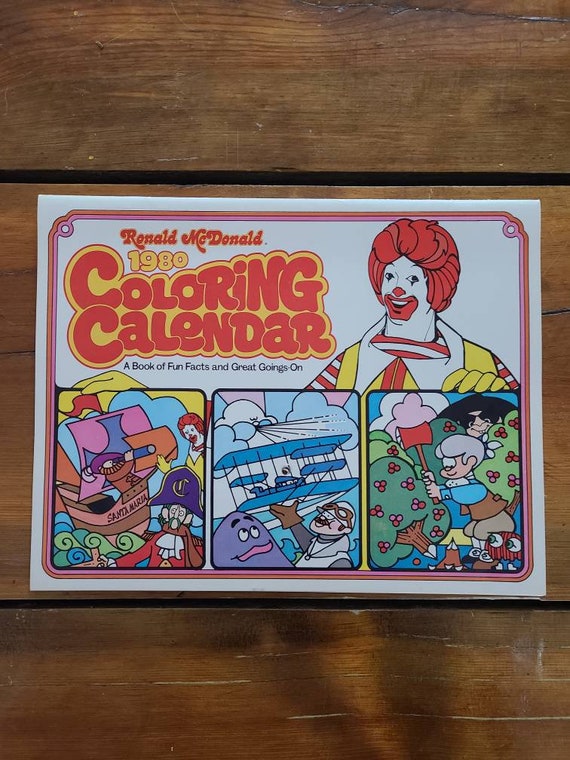 Ronald McDonald
1980
COLORiNG
CaLeNDAR
A Book of Fun Facts and Great Goings-On
SANTA MARIA
C